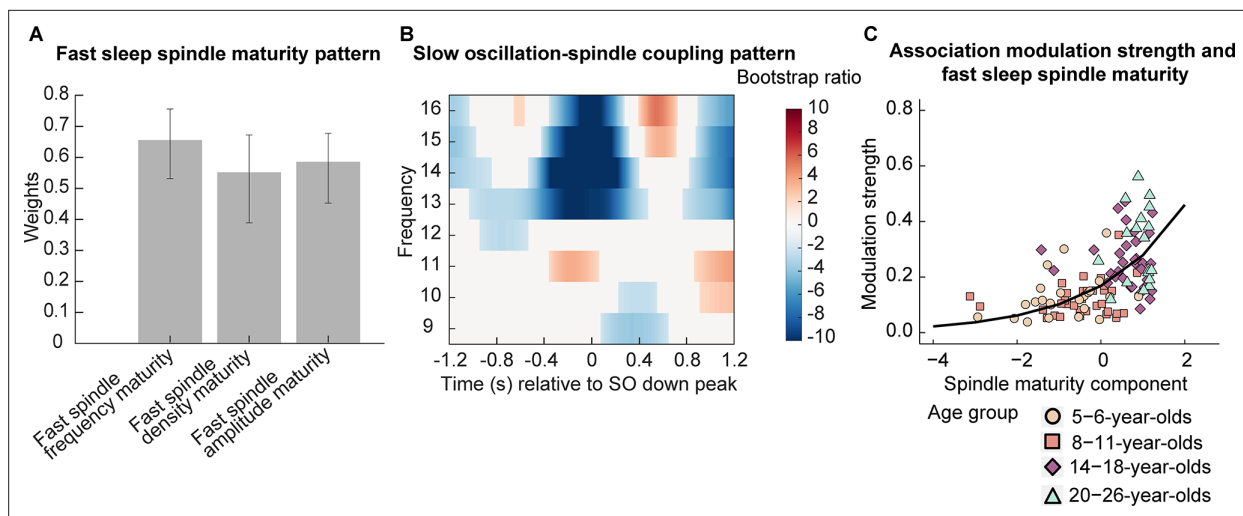 A
Fast sleep spindle maturity pattern
Weights
0.8
0.7
0.6
0.5
0.4
0.3
0.2
0.1
0
Fast spindle
frequency maturity
Fast spindle
density maturity
Fast spindle
amplitude maturity
B
Slow oscillation-spindle coupling pattern
Bootstrap ratio
Frequency
16
15
14
13
12
11
10
9
-1.2
-0.8
-0.4
0
0.4
0.8
1.2
Time (s) relative to SO down peak
10
8
6
4
2
0
-2
-4
-6
-8
-10
C
Association modulation strength and
fast sleep spindle maturity
Modulation strength
0.8
0.6
0.4
0.2
0.0
−4
−2
0
2
Spindle maturity component
Age group
5−6-year-olds
8−11-year-olds
14−18-year-olds
20−26-year-olds